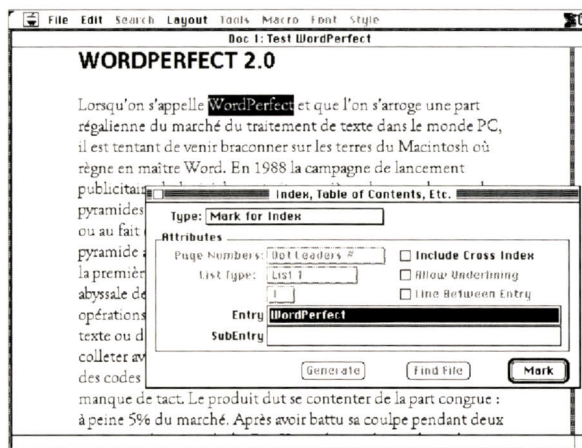 File Edit Search Layout Tools Macro Font Style
Doc 1: Test WordPerfect
WORDPERFECT 2.0
Lorsqu'on s'appelle WordPerfect et que l'on s'arroge une part
régalienne du marché du traitement de texte dans le monde PC,
il est tentant de venir braconner sur les terres du Macintosh où
règne en maître Word. En 1988 la campagne de lancement
publicitair
pyramides
ou au fait
pyramide a
la premièr
abyssale de
opérations
texte ou d
colleter av
des codes
manque de tact. Le produit dut se contenter de la part congrue :
à peine 5% du marché. Après avoir battu sa coulpe pendant deux
Index, Table of Contents, Etc.
Type: Mark for Index
Attributes
Page Numbers: Dot Leaders #
Include Cross Index
List Type: List 1
Allow Underlining
1
Line Between Entry
Entry WordPerfect
SubEntry
Generate Find File Mark